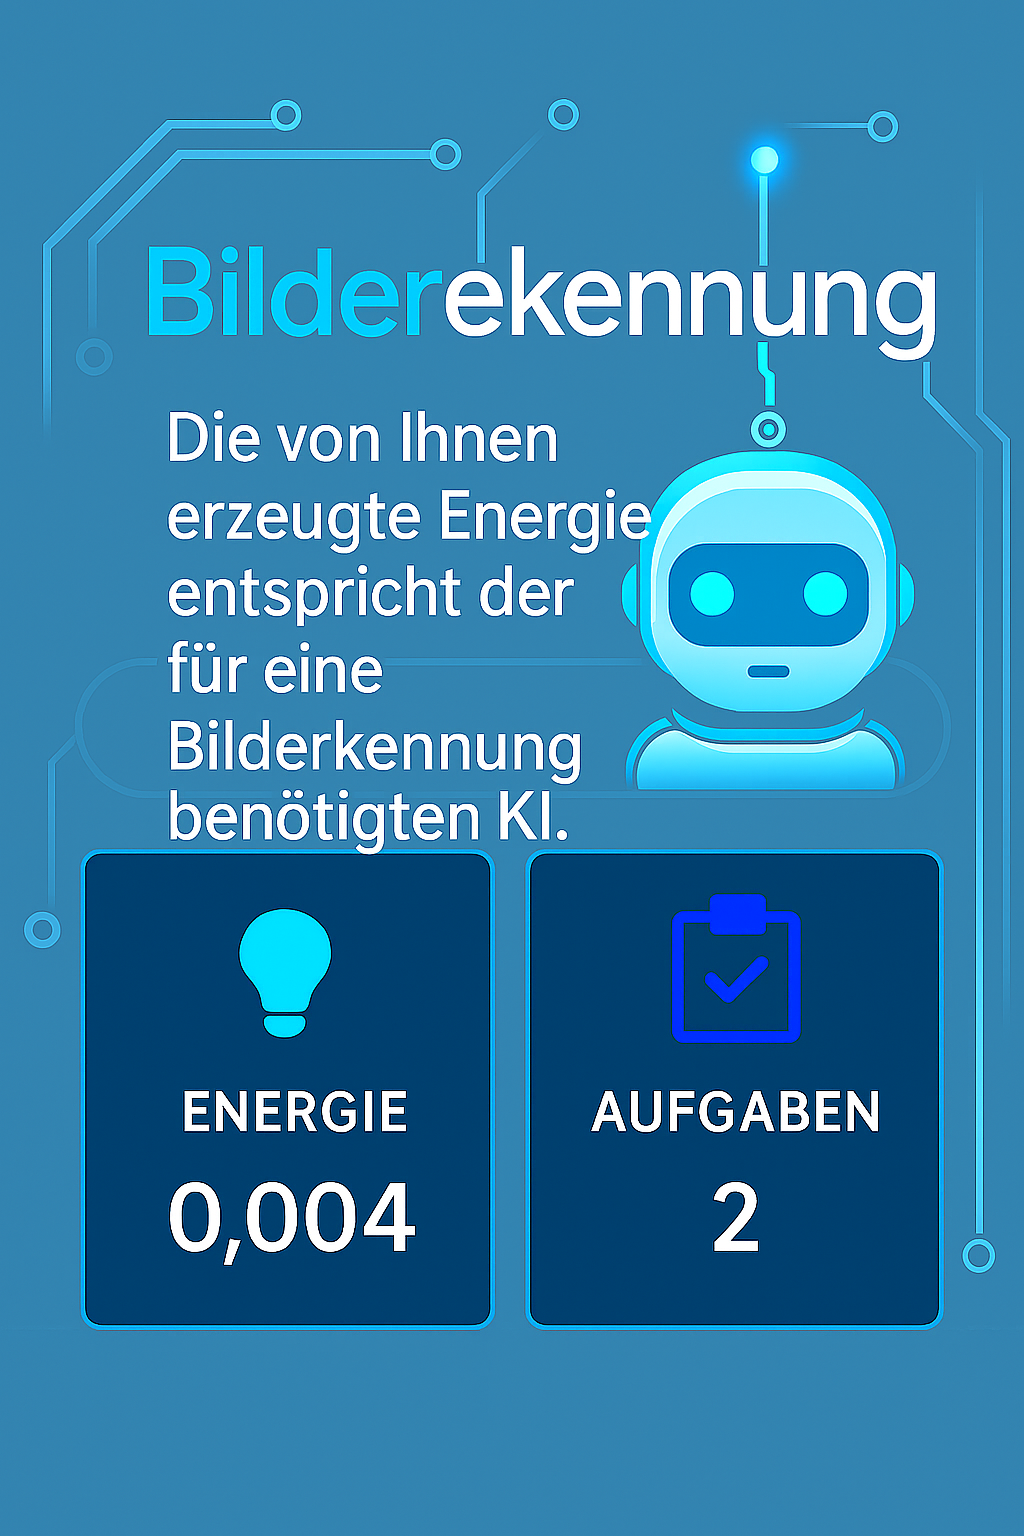 Bilderekennung
Die von Ihnen
erzeugte Energie
entspricht der
für eine
Bilderkennung
benötigten KI.
ENERGIE
0,004
AUFGABEN
2